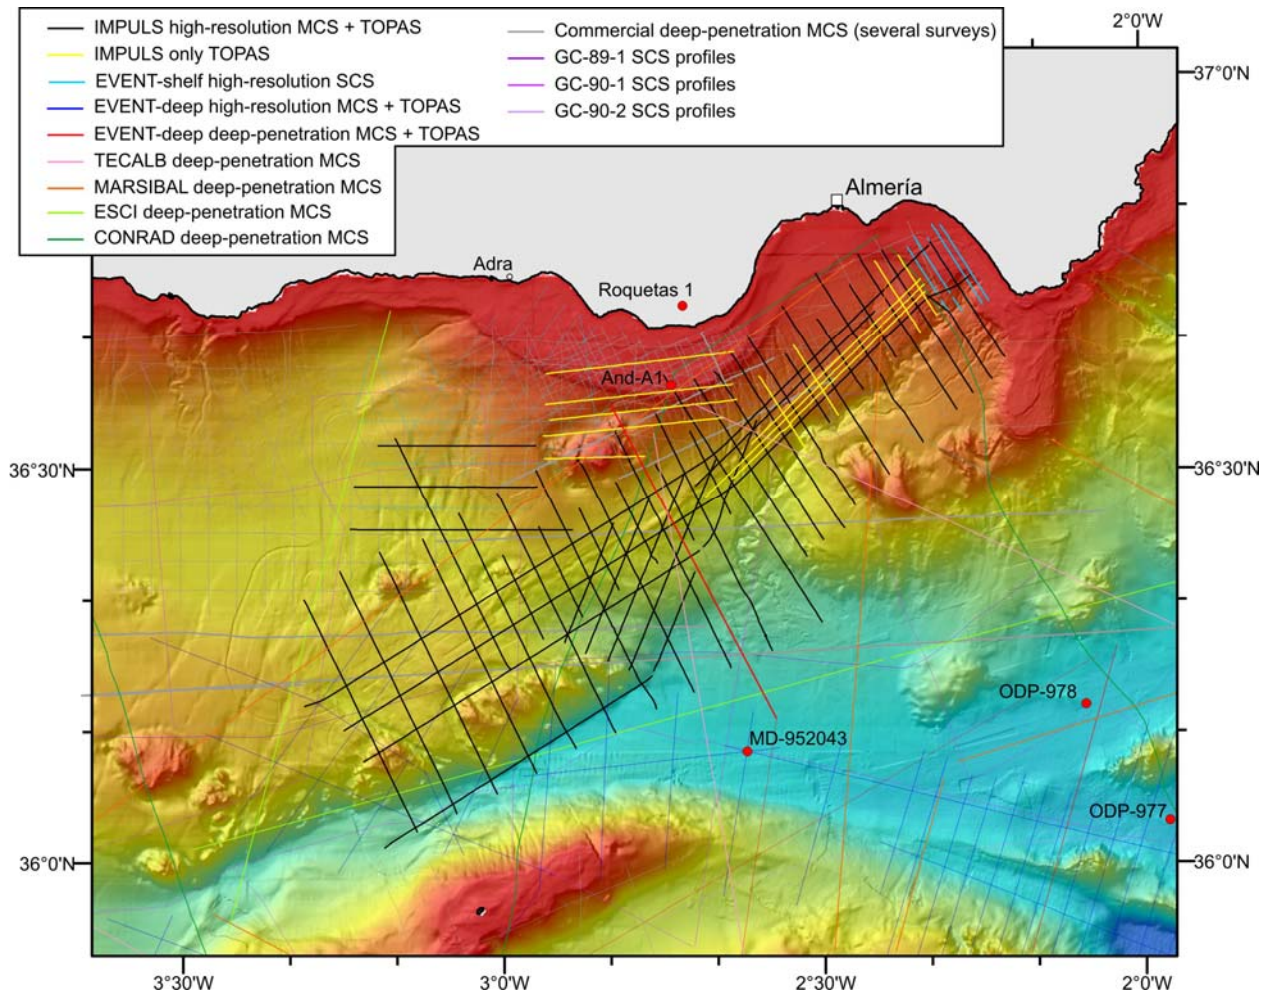 IMPULS high-resolution MCS + TOPAS
IMPULS only TOPAS
EVENT-shelf high-resolution SCS
EVENT-deep high-resolution MCS + TOPAS
EVENT-deep deep-penetration MCS + TOPAS
TECALB deep-penetration MCS
MARSIBAL deep-penetration MCS
ESCI deep-penetration MCS
CONRAD deep-penetration MCS
Commercial deep-penetration MCS (several surveys)
GC-89-1 SCS profiles
GC-90-1 SCS profiles
GC-90-2 SCS profiles
2°0'W
37°0'N
Almería
Adra
Roquetas 1
And-A1
36°30'N
36°30'N
ODP-978
MD-952043
ODP-977
36°0'N
36°0'N
3°30'W
3°0'W
2°30'W
2°0'W